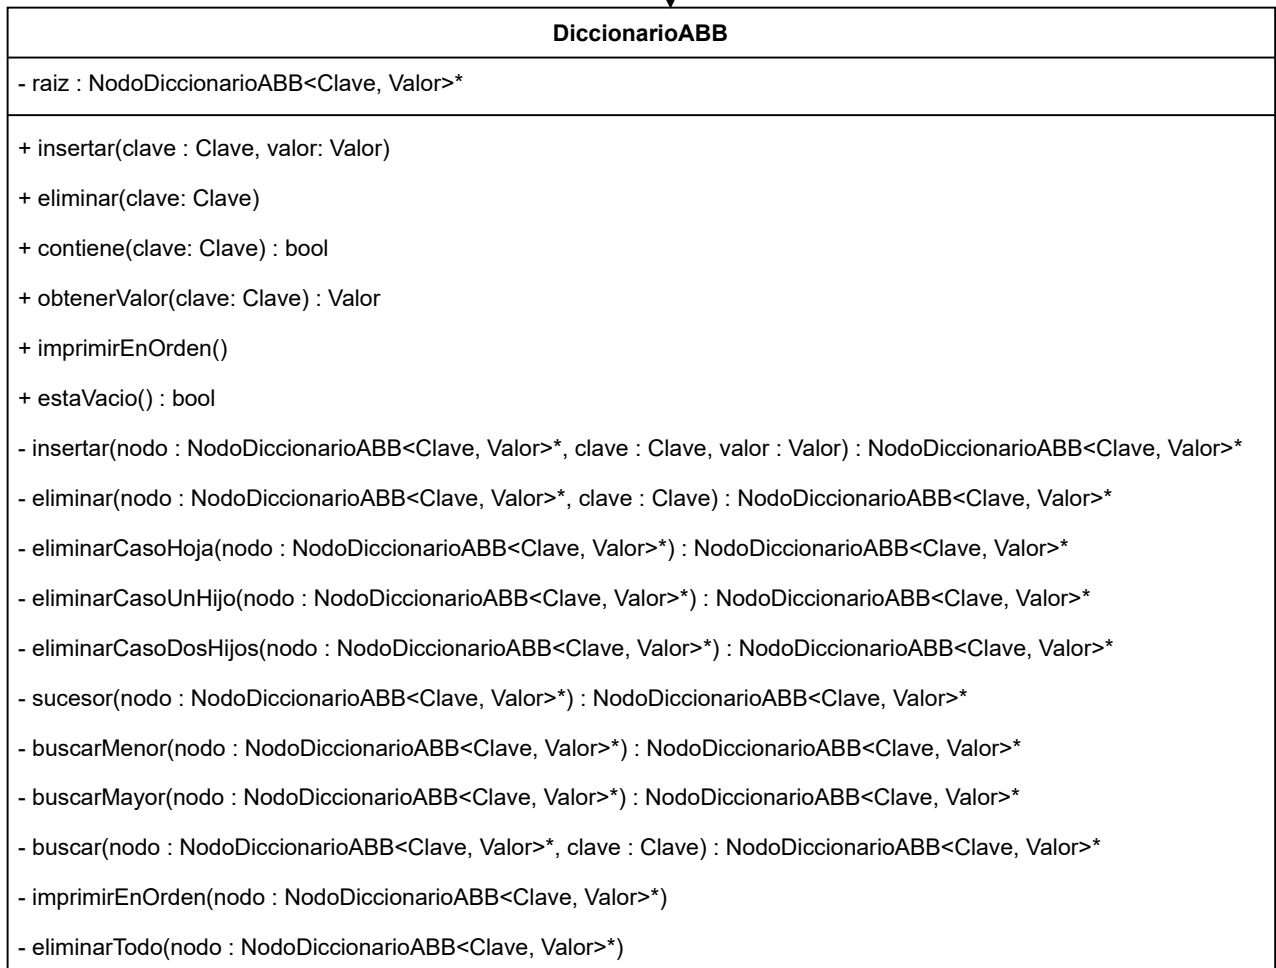 DiccionarioABB
- raiz : NodoDiccionarioABB<Clave, Valor>*
+ insertar(clave : Clave, valor: Valor)
+ eliminar(clave: Clave)
+ contiene(clave: Clave) : bool
+ obtenerValor(clave: Clave) : Valor
+ imprimirEnOrden()
+ estaVacio() : bool
- insertar(nodo : NodoDiccionarioABB<Clave, Valor>*, clave : Clave, valor : Valor) : NodoDiccionarioABB<Clave, Valor>*
- eliminar(nodo : NodoDiccionarioABB<Clave, Valor>*, clave : Clave) : NodoDiccionarioABB<Clave, Valor>*
- eliminarCasoHoja(nodo : NodoDiccionarioABB<Clave, Valor>*) : NodoDiccionarioABB<Clave, Valor>*
- eliminarCasoUnHijo(nodo : NodoDiccionarioABB<Clave, Valor>*) : NodoDiccionarioABB<Clave, Valor>*
- eliminarCasoDosHijos(nodo : NodoDiccionarioABB<Clave, Valor>*) : NodoDiccionarioABB<Clave, Valor>*
- sucesor(nodo : NodoDiccionarioABB<Clave, Valor>*) : NodoDiccionarioABB<Clave, Valor>*
- buscarMenor(nodo : NodoDiccionarioABB<Clave, Valor>*) : NodoDiccionarioABB<Clave, Valor>*
- buscarMayor(nodo : NodoDiccionarioABB<Clave, Valor>*) : NodoDiccionarioABB<Clave, Valor>*
- buscar(nodo : NodoDiccionarioABB<Clave, Valor>*, clave : Clave) : NodoDiccionarioABB<Clave, Valor>*
- imprimirEnOrden(nodo : NodoDiccionarioABB<Clave, Valor>*)
- eliminarTodo(nodo : NodoDiccionarioABB<Clave, Valor>*)